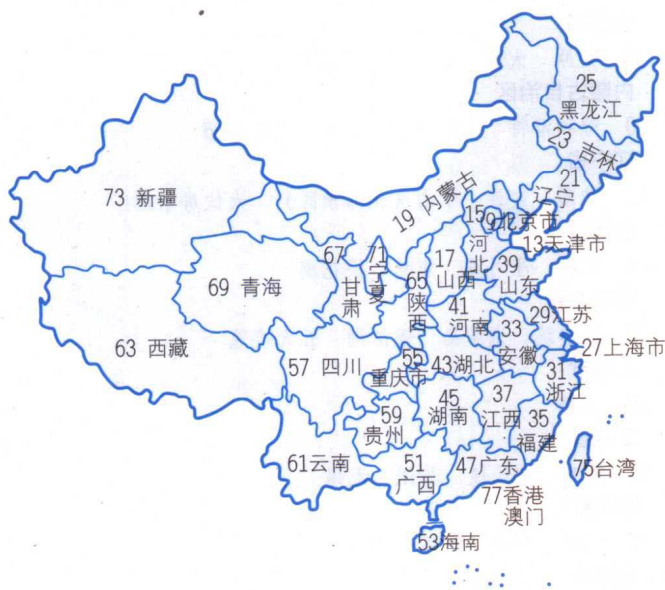 25
黑龙江
23 吉林
21
辽宁
19 内蒙古
73 新疆
15
河北
9北京市
13天津市
67
甘肃
71
宁夏
17
山西
39
山东
65
陕西
69 青海
41
河南
29江苏
33
安徽
63 西藏
57 四川
55
重庆市
43湖北
27上海市
31
浙江
45
湖南
37
江西
35
福建
59
贵州
61云南
51
广西
47广东
75台湾
77香港
澳门
53海南